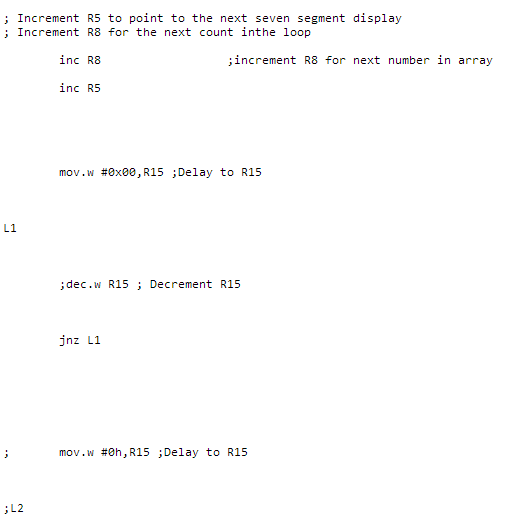 ; Increment R5 to point to the next seven segment display
; Increment R8 for the next count inthe loop
inc R8 ;increment R8 for next number in array
inc R5
mov.w #0x00,R15 ;Delay to R15
L1
;dec.w R15 ; Decrement R15
jnz L1
; mov.w #0h,R15 ;Delay to R15
;L2